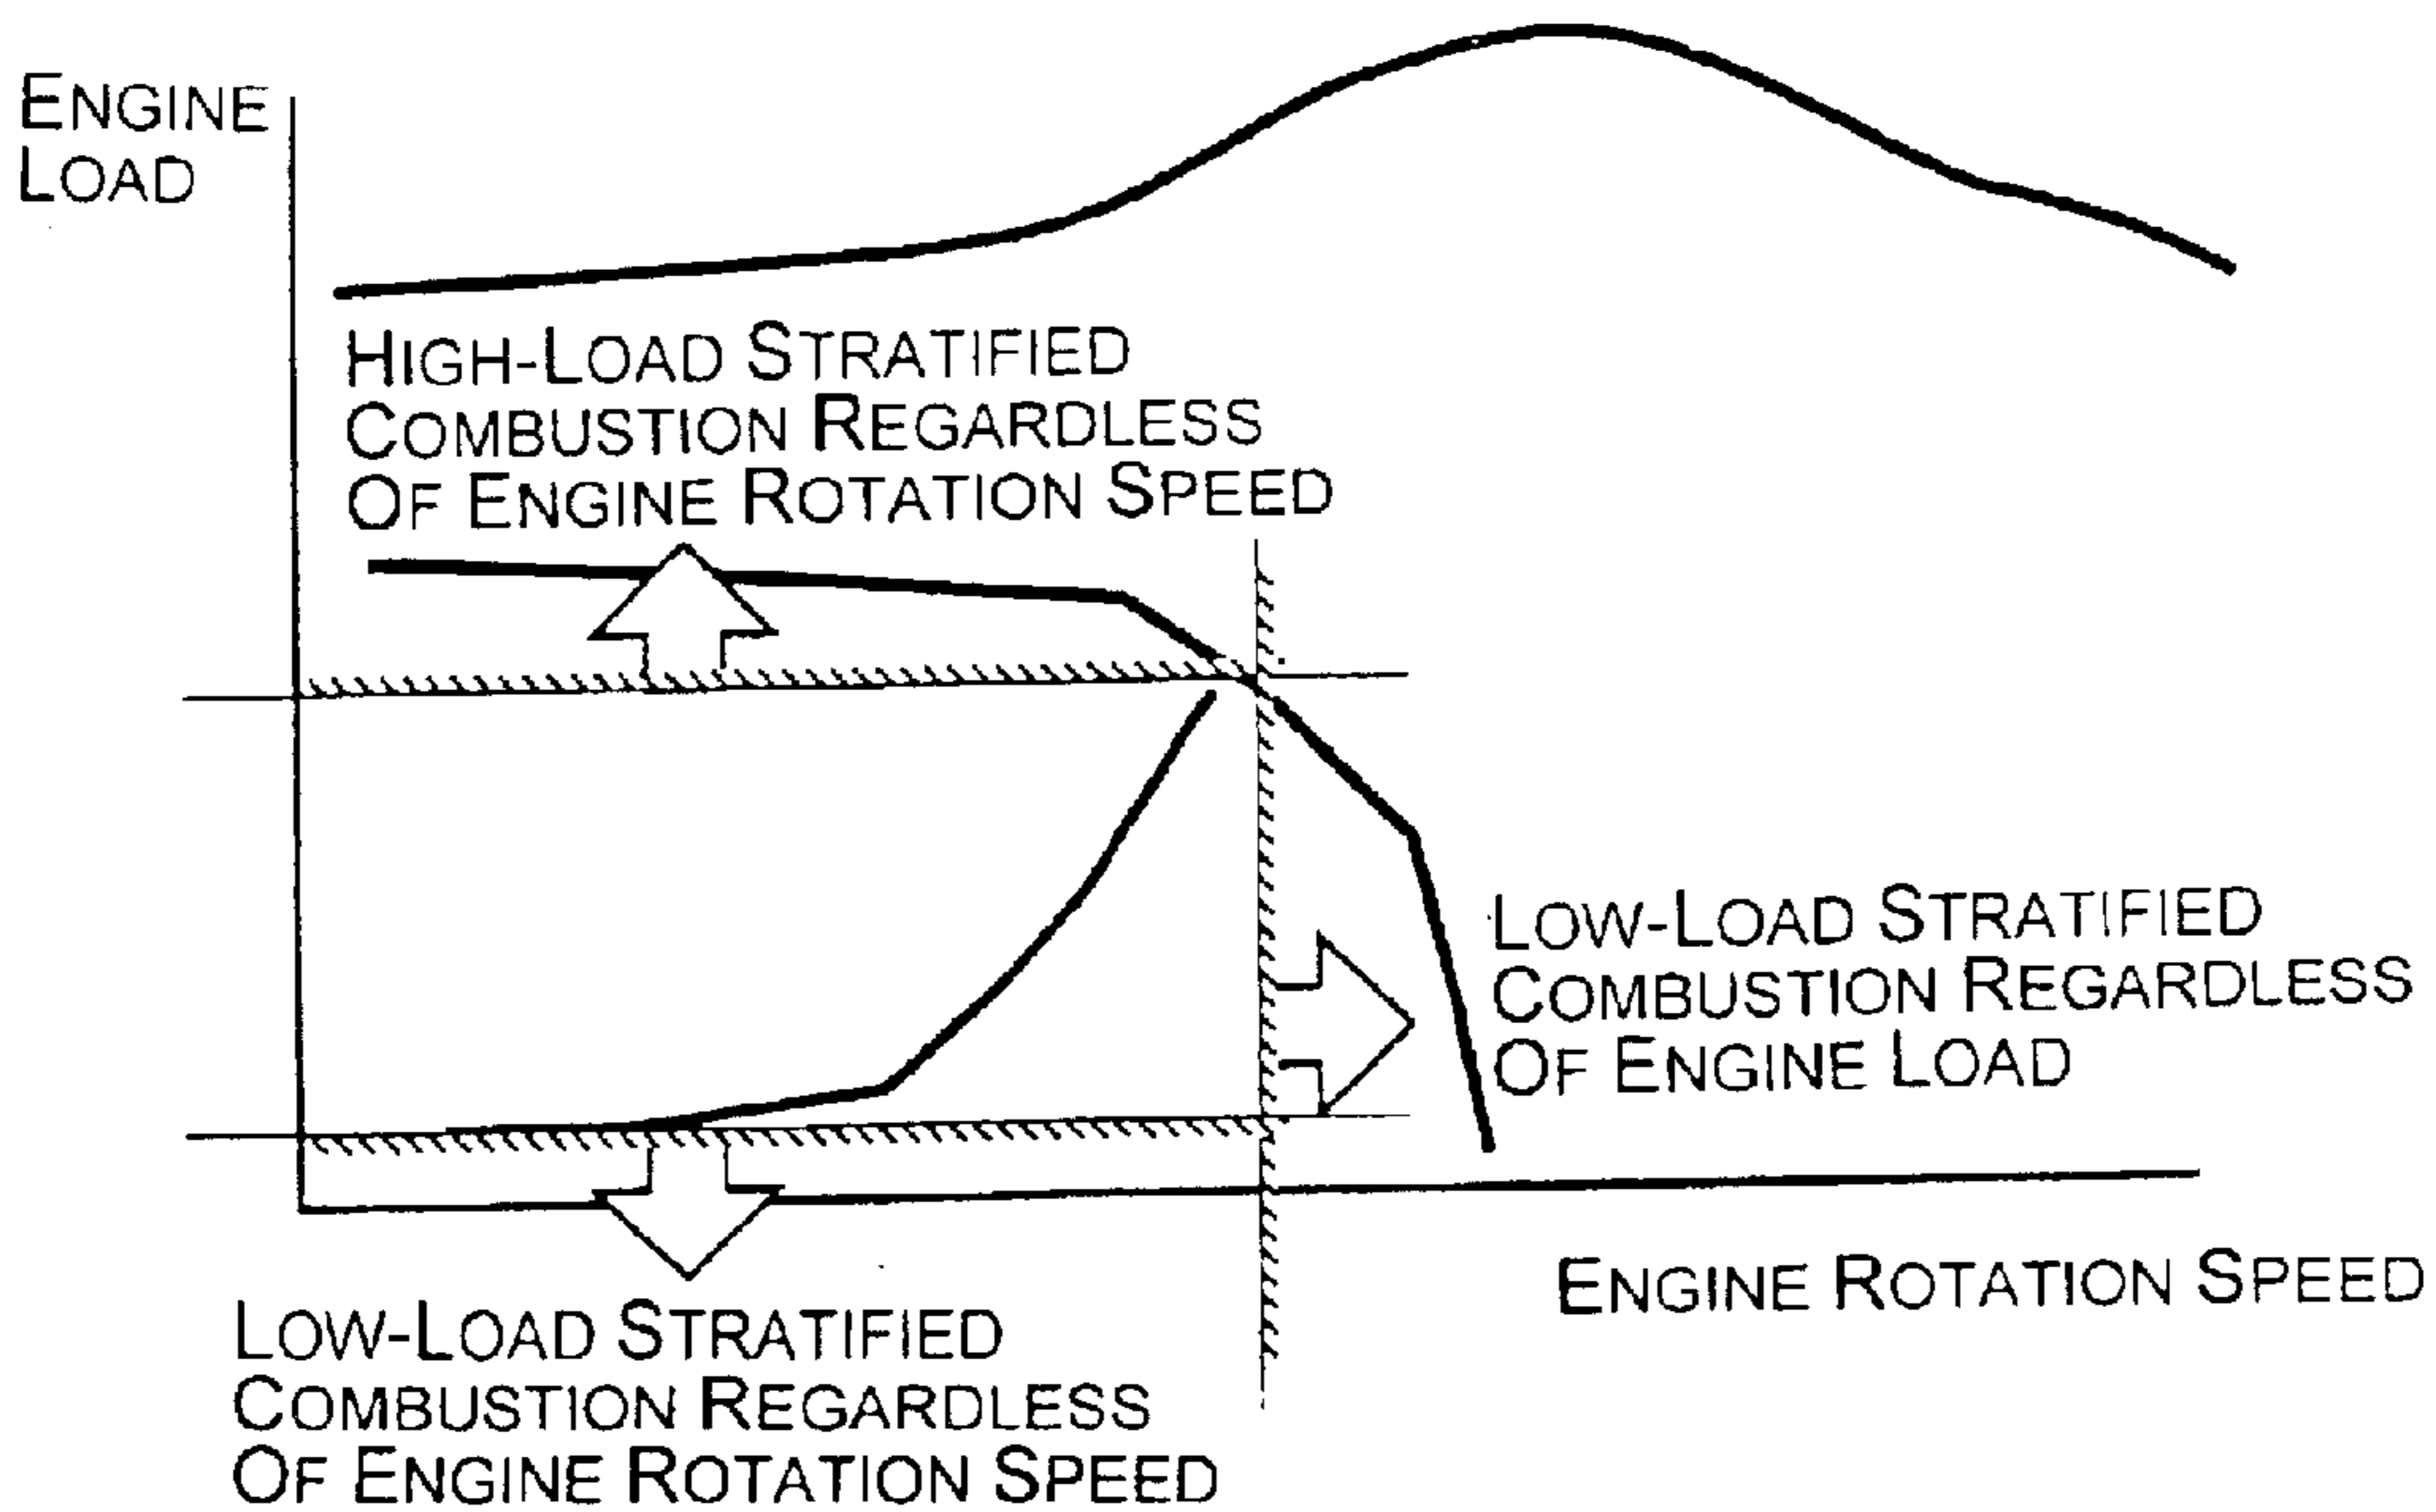 ENGINE
LOAD
HIGH-LOAD STRATIFIED
COMBUSTION REGARDLESS
OF ENGINE ROTATION SPEED
LOW-LOAD STRATIFIED
COMBUSTION REGARDLESS
OF ENGINE LOAD
ENGINE ROTATION SPEED
LOW-LOAD STRATIFIED
COMBUSTION REGARDLESS
OF ENGINE ROTATION SPEED